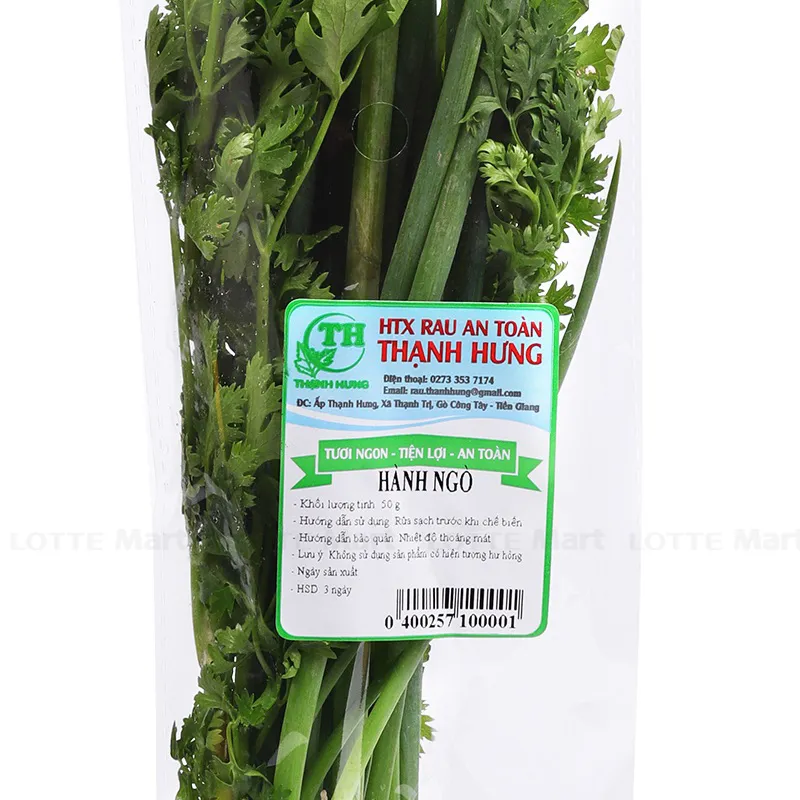 TH
THẠNH HƯNG
HTX RAU AN TOÀN
THẠNH HƯNG
Điện thoại: 0273 353 7174
Email: rau.thanhhung@gmail.com
ĐC: Ấp Thạnh Hưng, Xã Thạnh Trị, Gò Công Tây - Tiền Giang
TƯƠI NGON - TIỆN LỢI - AN TOÀN
HÀNH NGÒ
- Khối lượng tịnh 50 g
- Hướng dẫn sử dụng Rửa sạch trước khi chế biến
- Hướng dẫn bảo quản Nhiệt độ thoáng mát
- Lưu ý Không sử dụng sản phẩm có hiện tượng hư hỏng
- Ngày sản xuất
- HSD 3 ngày
0 400257 100001
LOTTE Mart LOTTE Mart LOTTE Mart